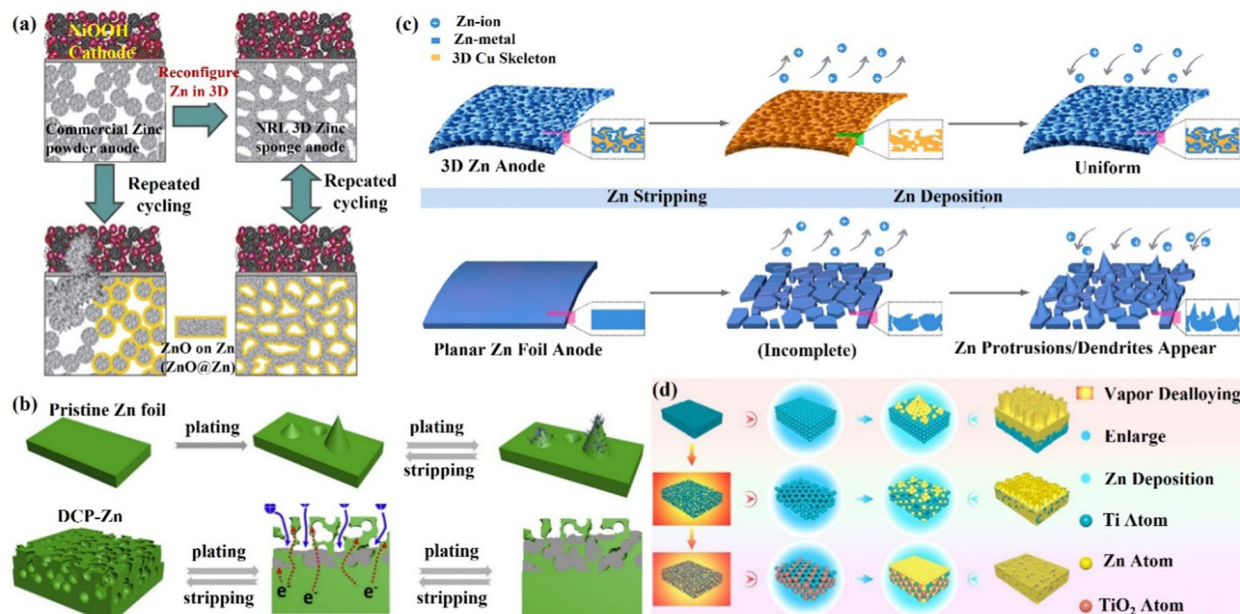 (a)
NiOOH
Cathode
Reconfigure
Zn in 3D
Commercial Zinc
powder anode
NRL 3D Zinc
sponge anode
Repeated
cycling
Repeated
cycling
ZnO on Zn
(ZnO@Zn)
(b)
Pristine Zn foil
plating
plating
stripping
DCP-Zn
plating
stripping
e⁻ e⁻ e⁻
plating
stripping
(c)
Zn-ion
Zn-metal
3D Cu Skeleton
3D Zn Anode
Uniform
Zn Stripping
Zn Deposition
Planar Zn Foil Anode
(Incomplete)
Zn Protrusions/Dendrites Appear
(d)
Vapor Dealloying
Enlarge
Zn Deposition
Ti Atom
Zn Atom
TiO₂ Atom